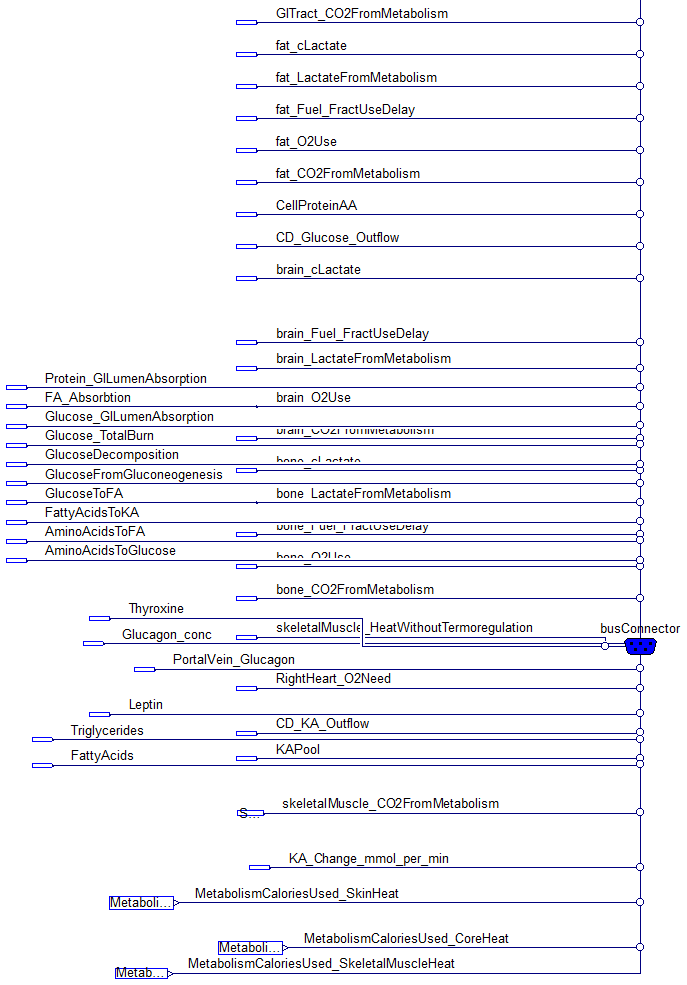 GITract_CO2FromMetabolism
fat_cLactate
fat_LactateFromMetabolism
fat_Fuel_FractUseDelay
fat_O2Use
fat_CO2FromMetabolism
CellProteinAA
CD_Glucose_Outflow
brain_cLactate
brain_Fuel_FractUseDelay
brain_LactateFromMetabolism
Protein_GILumenAbsorption
FA_Absorbtion
brain_O2Use
Glucose_GILumenAbsorption
brain_CO2FromMetabolism
Glucose_TotalBurn
GlucoseDecomposition
bone_cLactate
GlucoseFromGluconeogenesis
GlucoseToFA
bone_LactateFromMetabolism
FattyAcidsToKA
bone_Fuel_FractUseDelay
AminoAcidsToFA
AminoAcidsToGlucose
bone_O2Use
bone_CO2FromMetabolism
Thyroxine
skeletalMuscle_HeatWithoutTermoregulation
busConnector
Glucagon_conc
PortalVein_Glucagon
RightHeart_O2Need
Leptin
CD_KA_Outflow
Triglycerides
KAPool
FattyAcids
skeletalMuscle_CO2FromMetabolism
S...
KA_Change_mmol_per_min
MetabolismCaloriesUsed_SkinHeat
Metaboli...
MetabolismCaloriesUsed_CoreHeat
Metaboli...
MetabolismCaloriesUsed_SkeletalMuscleHeat
Metab...